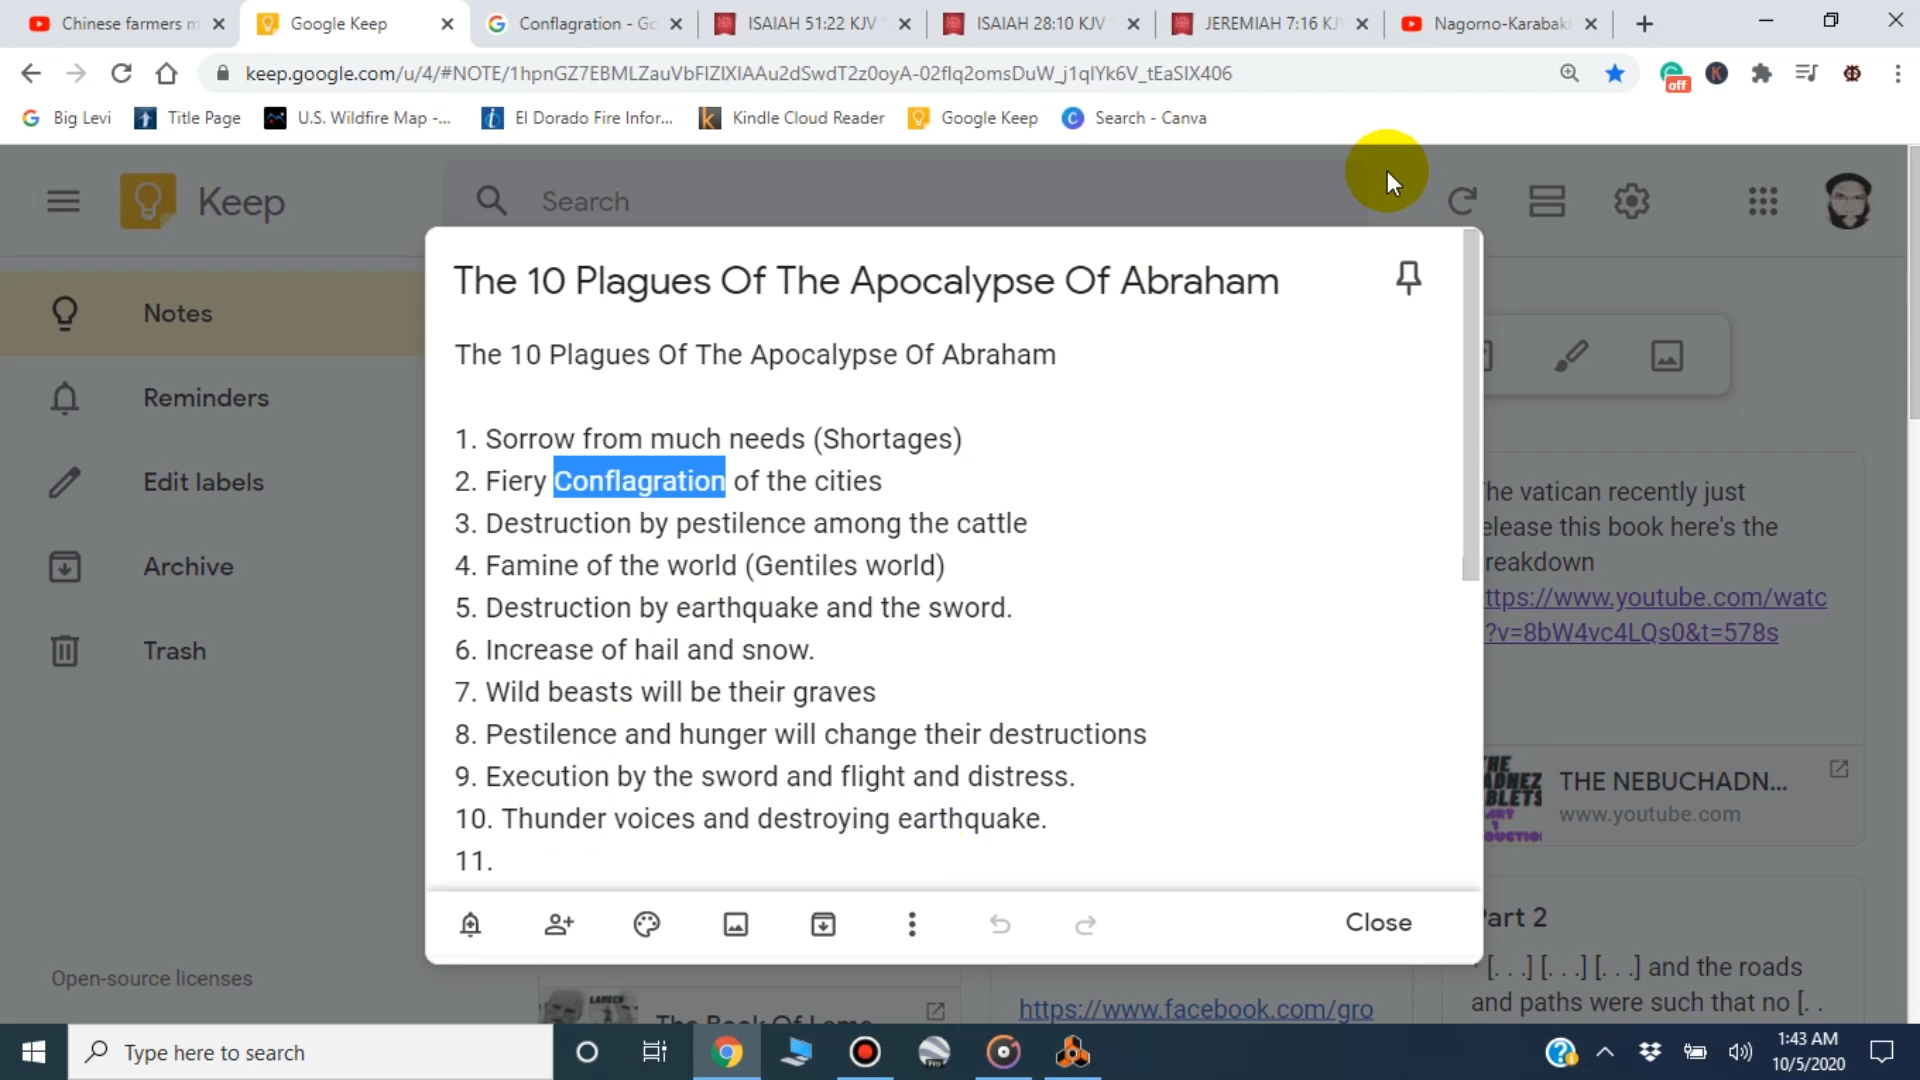 Chinese farmers m
Google Keep
Conflagration - Go
ISAIAH 51:22 KJV "
ISAIAH 28:10 KJV "
JEREMIAH 7:16 KJV
Nagorno-Karabakh
keep.google.com/u/4/#NOTE/
off
K
Big Levi
Title Page
U.S. Wildfire Map -...
El Dorado Fire Infor...
Kindle Cloud Reader
Google Keep
Search - Canva
Keep
Search
Notes
Reminders
Edit labels
Archive
Trash
Open-source licenses
The 10 Plagues Of The Apocalypse Of Abraham
The 10 Plagues Of The Apocalypse Of Abraham
1. Sorrow from much needs (Shortages)
2. Fiery Conflagration of the cities
3. Destruction by pestilence among the cattle
4. Famine of the world (Gentiles world)
5. Destruction by earthquake and the sword.
6. Increase of hail and snow.
7. Wild beasts will be their graves
8. Pestilence and hunger will change their destructions
9. Execution by the sword and flight and distress.
10. Thunder voices and destroying earthquake.
11.
Close
he vatican recently just
elease this book here's the
reakdown
ttps://www.youtube.com/watc
?v=8bW4vc4LQs0&t=578s
THE NEBUCHADN...
www.youtube.com
art 2
[. . .] [. . .] [. . .] and the roads
and paths were such that no [. .
https://www.facebook.com/gro
LAMECH
Type here to search
1:43 AM
10/5/2020